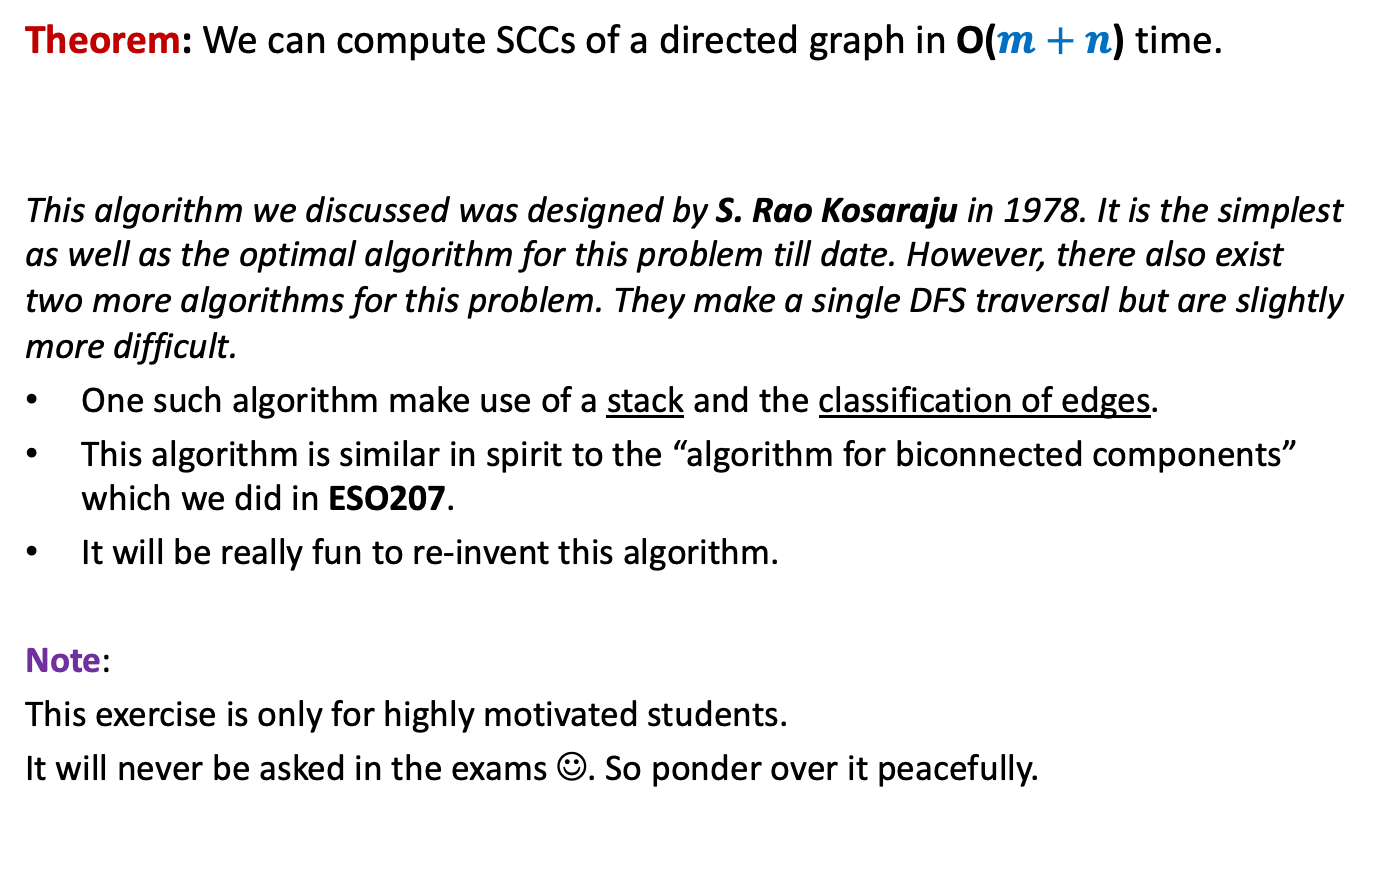 Theorem: We can compute SCCs of a directed graph in O(m + n) time.
This algorithm we discussed was designed by S. Rao Kosaraju in 1978. It is the simplest
as well as the optimal algorithm for this problem till date. However, there also exist
two more algorithms for this problem. They make a single DFS traversal but are slightly
more difficult.
• One such algorithm make use of a stack and the classification of edges.
• This algorithm is similar in spirit to the “algorithm for biconnected components”
which we did in ESO207.
• It will be really fun to re-invent this algorithm.
Note:
This exercise is only for highly motivated students.
It will never be asked in the exams ☺. So ponder over it peacefully.